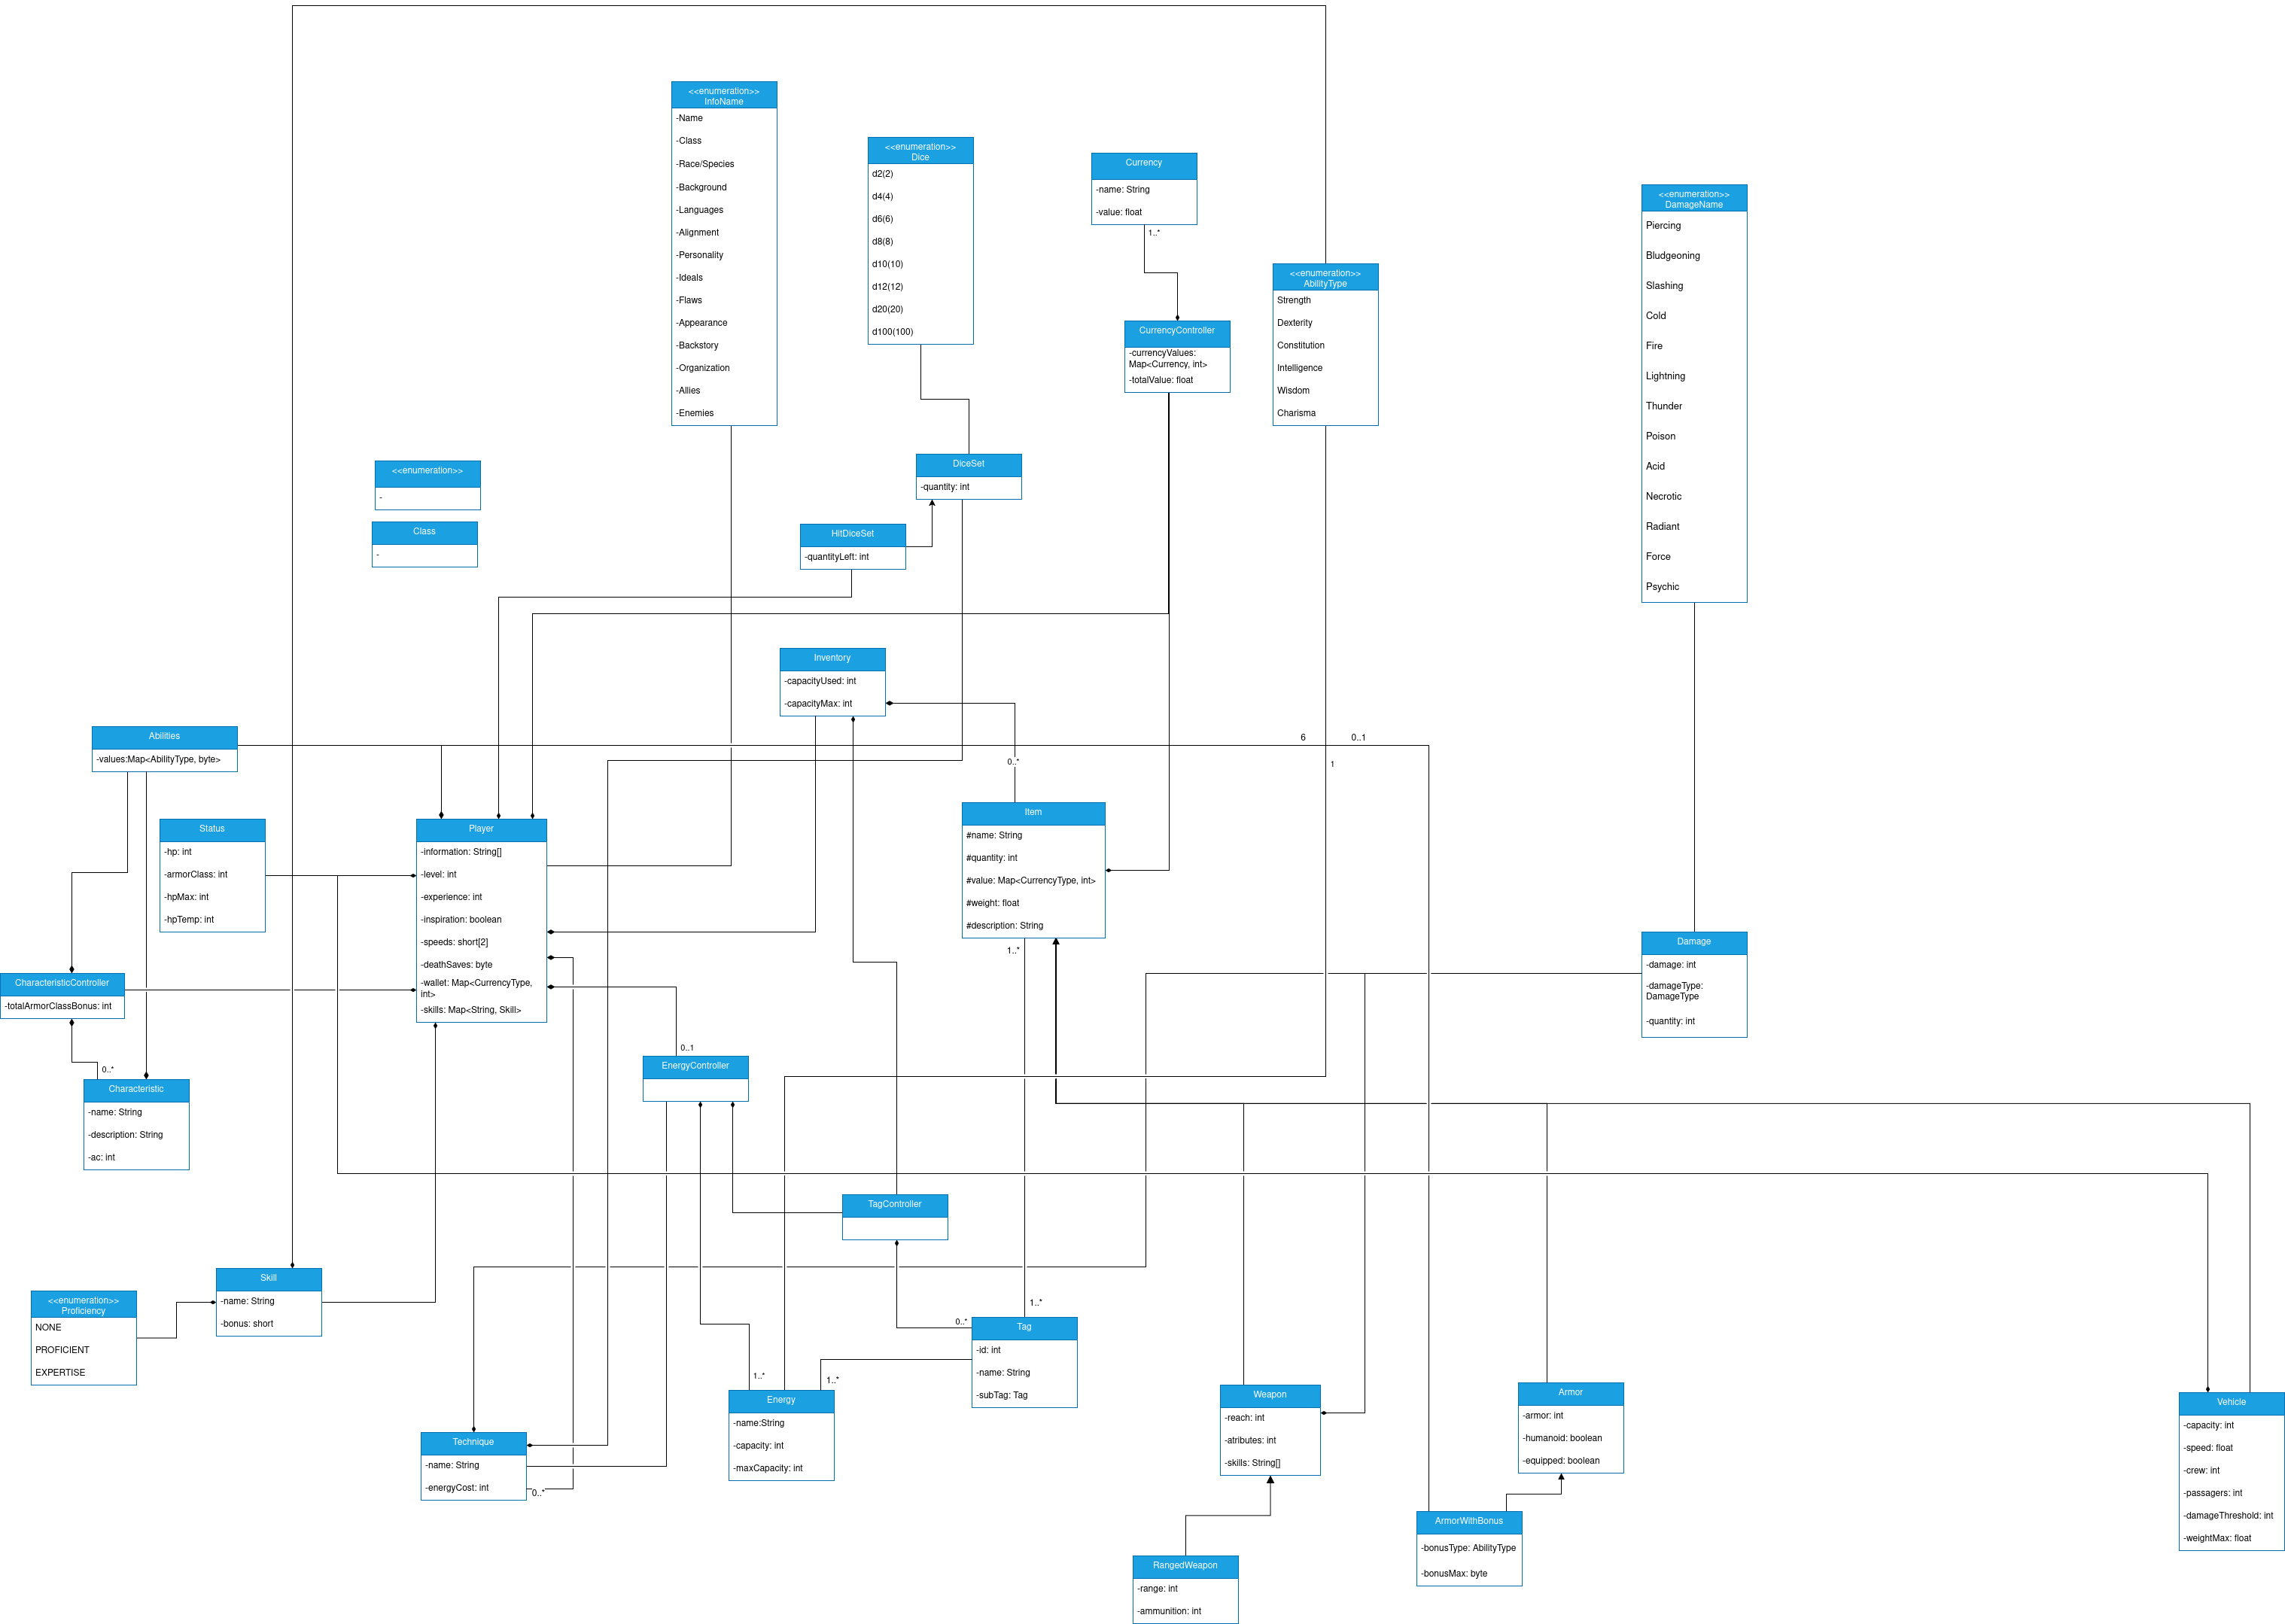 <<enumeration>>
InfoName
-Name
-Class
-Race/Species
-Background
-Languages
-Alignment
-Personality
-Ideals
-Flaws
-Appearance
-Backstory
-Organization
-Allies
-Enemies
<<enumeration>>
Dice
d2(2)
d4(4)
d6(6)
d8(8)
d10(10)
d12(12)
d20(20)
d100(100)
Currency
-name: String
-value: float
1..*
<<enumeration>>
DamageName
Piercing
Bludgeoning
Slashing
Cold
Fire
Lightning
Thunder
Poison
Acid
Necrotic
Radiant
Force
Psychic
<<enumeration>>
AbilityType
Strength
Dexterity
Constitution
Intelligence
Wisdom
Charisma
CurrencyController
-currencyValues:
Map<Currency, int>
-totalValue: float
<<enumeration>>
-
Class
-
DiceSet
-quantity: int
HitDiceSet
-quantityLeft: int
Inventory
-capacityUsed: int
-capacityMax: int
Abilities
-values:Map<AbilityType, byte>
6
0..1
1
0..*
Status
-hp: int
-armorClass: int
-hpMax: int
-hpTemp: int
Player
-information: String[]
-level: int
-experience: int
-inspiration: boolean
-speeds: short[2]
-deathSaves: byte
-wallet: Map<CurrencyType,
int>
-skills: Map<String, Skill>
Item
#name: String
#quantity: int
#value: Map<CurrencyType, int>
#weight: float
#description: String
1..*
Damage
-damage: int
-damageType:
DamageType
-quantity: int
CharacteristicController
-totalArmorClassBonus: int
0..*
Characteristic
-name: String
-description: String
-ac: int
0..1
EnergyController
TagController
Skill
-name: String
-bonus: short
<<enumeration>>
Proficiency
NONE
PROFICIENT
EXPERTISE
1..*
0..*
Tag
-id: int
-name: String
-subTag: Tag
1..*
1..*
Energy
-name:String
-capacity: int
-maxCapacity: int
Technique
-name: String
-energyCost: int
0..*
Weapon
-reach: int
-atributes: int
-skills: String[]
Armor
-armor: int
-humanoid: boolean
-equipped: boolean
Vehicle
-capacity: int
-speed: float
-crew: int
-passagers: int
-damageThreshold: int
-weightMax: float
ArmorWithBonus
-bonusType: AbilityType
-bonusMax: byte
RangedWeapon
-range: int
-ammunition: int